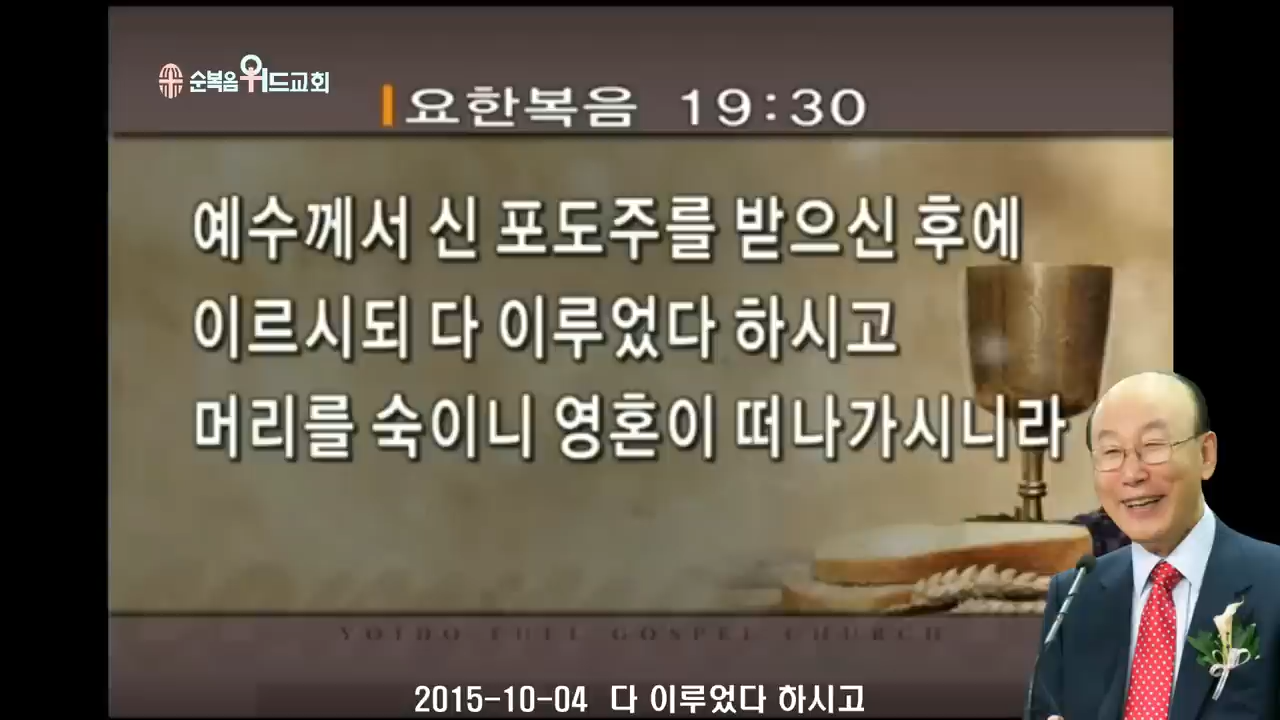 순복음위드교회
요한복음 19:30
예수께서 신 포도주를 받으신 후에
이르시되 다 이루었다 하시고
머리를 숙이니 영혼이 떠나가시니라
YOIDO FULL GOSPEL CHURCH
2015-10-04 다 이루었다 하시고